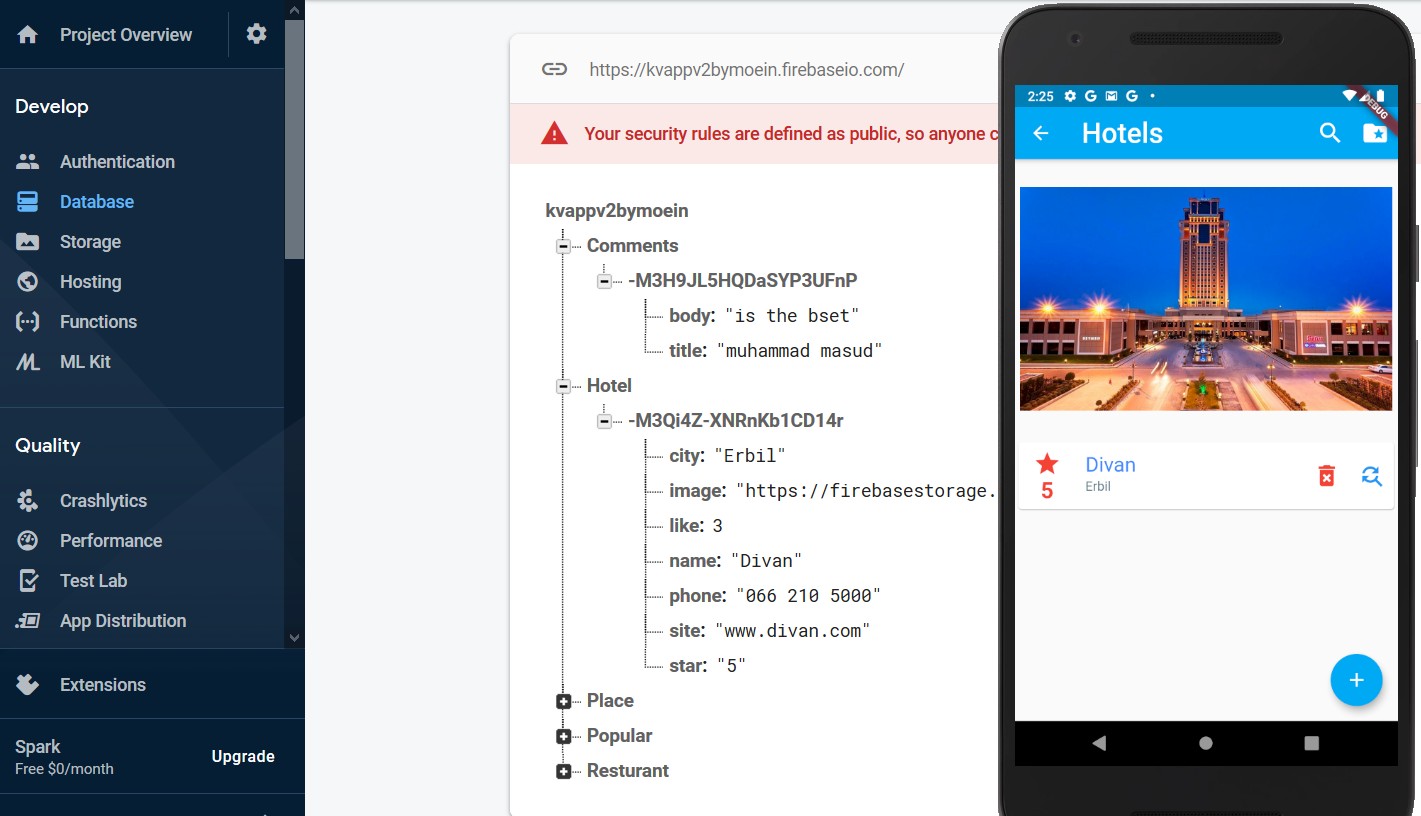 Project Overview
Develop
Authentication
Database
Storage
Hosting
Functions
ML Kit
Quality
Crashlytics
Performance
Test Lab
App Distribution
Extensions
Spark
Free $0/month
Upgrade
https://kvappv2bymoein.firebaseio.com/
Your security rules are defined as public, so anyone c
kvappv2bymoein
Comments
-M3H9JL5HQDaSYP3UFnP
body: "is the bset"
title: "muhammad masud"
Hotel
-M3Qi4Z-XNRnKb1CD14r
city: "Erbil"
image: "https://firebasestorage.
like: 3
name: "Divan"
phone: "066 210 5000"
site: "www.divan.com"
star: "5"
Place
Popular
Resturant
2:25 G M G
DEBUG
Hotels
5
Divan
Erbil